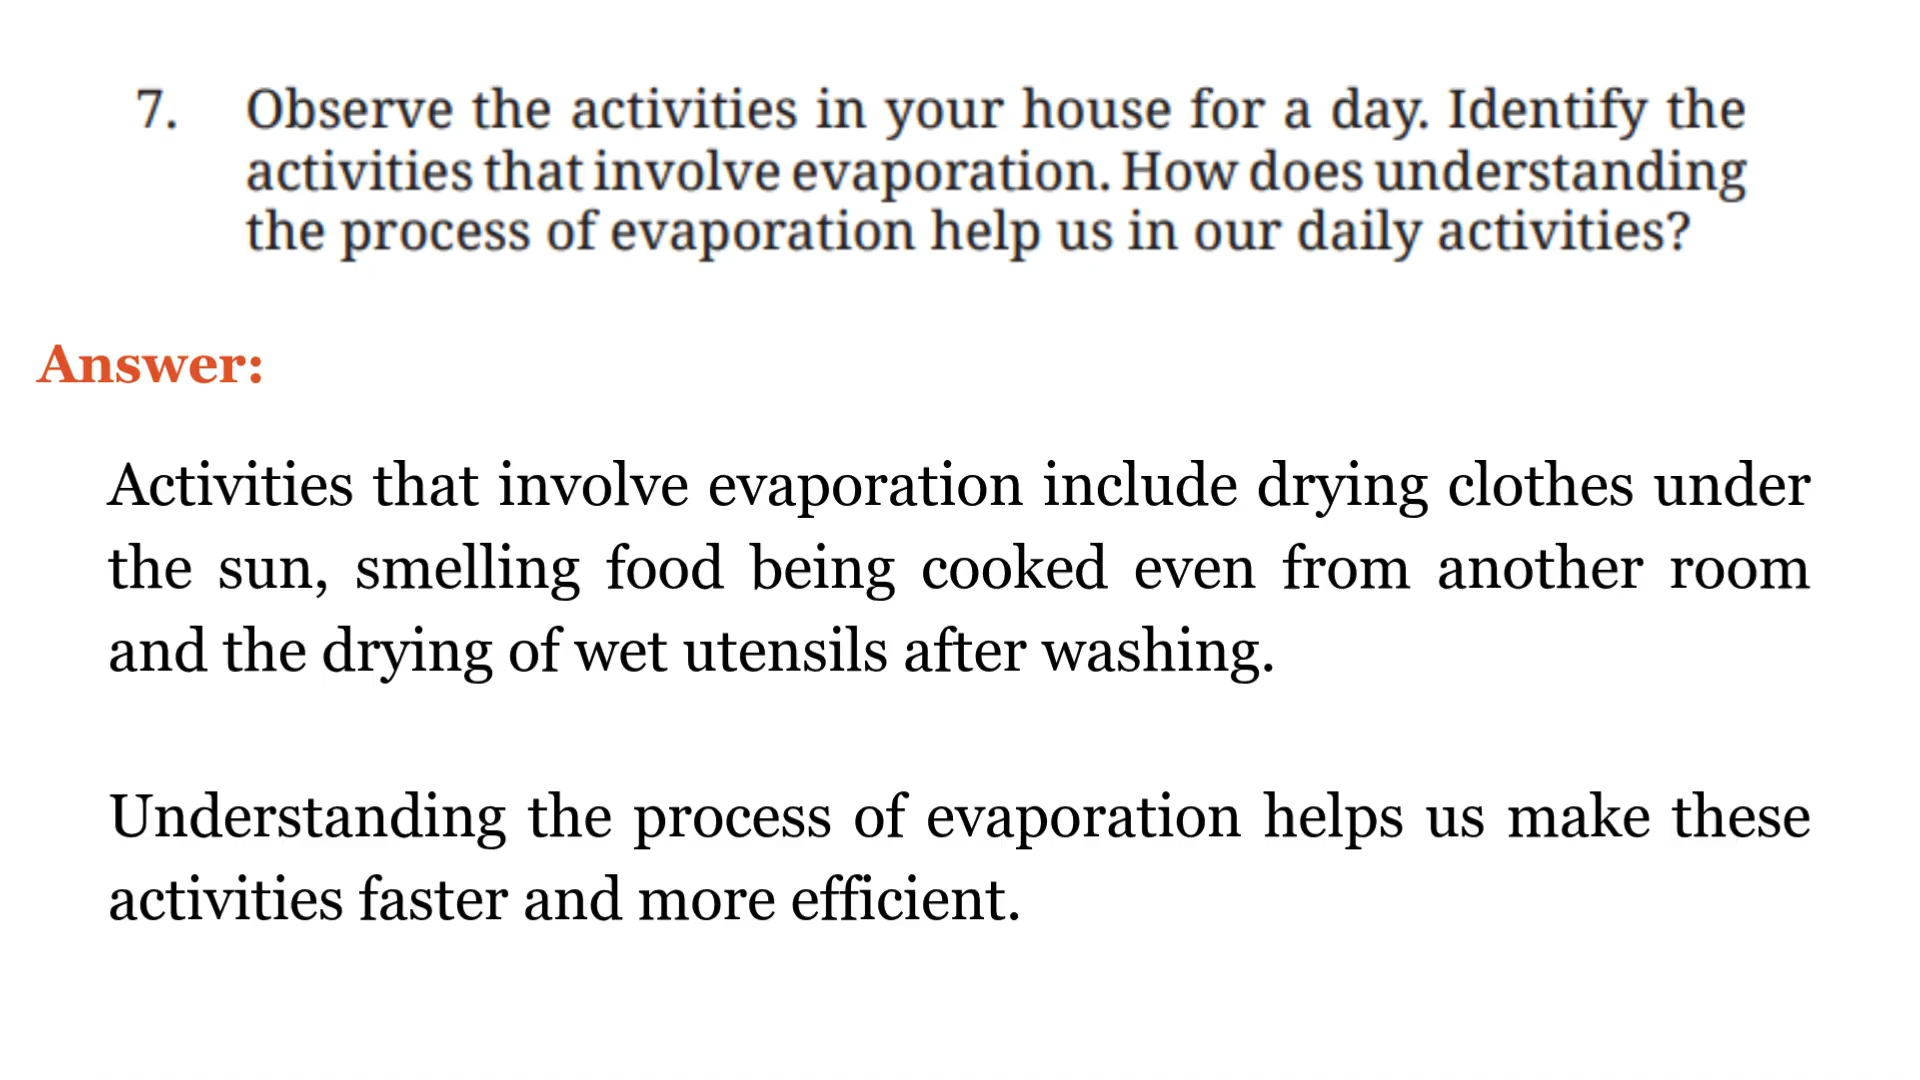 7. Observe the activities in your house for a day. Identify the
activities that involve evaporation. How does understanding
the process of evaporation help us in our daily activities?
Answer:
Activities that involve evaporation include drying clothes under
the sun, smelling food being cooked even from another room
and the drying of wet utensils after washing.
Understanding the process of evaporation helps us make these
activities faster and more efficient.